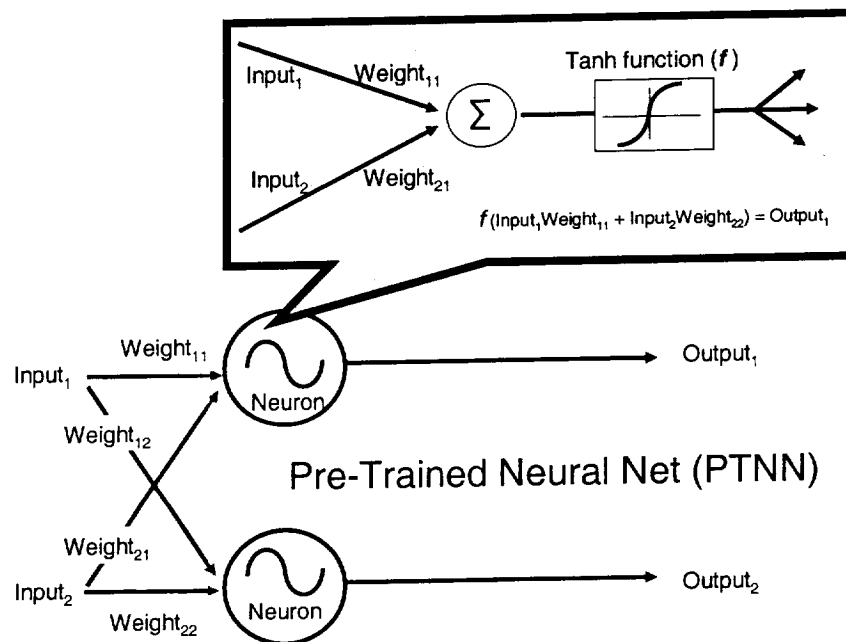 Tanh function (f)
Weight₁₁
Input₁
Σ
Input₂
Weight₂₁
f(Input₁Weight₁₁ + Input₂Weight₂₂) = Output₁
Weight₁₁
Input₁
Neuron
Output₁
Weight₁₂
Pre-Trained Neural Net (PTNN)
Weight₂₁
Input₂
Neuron
Output₂
Weight₂₂